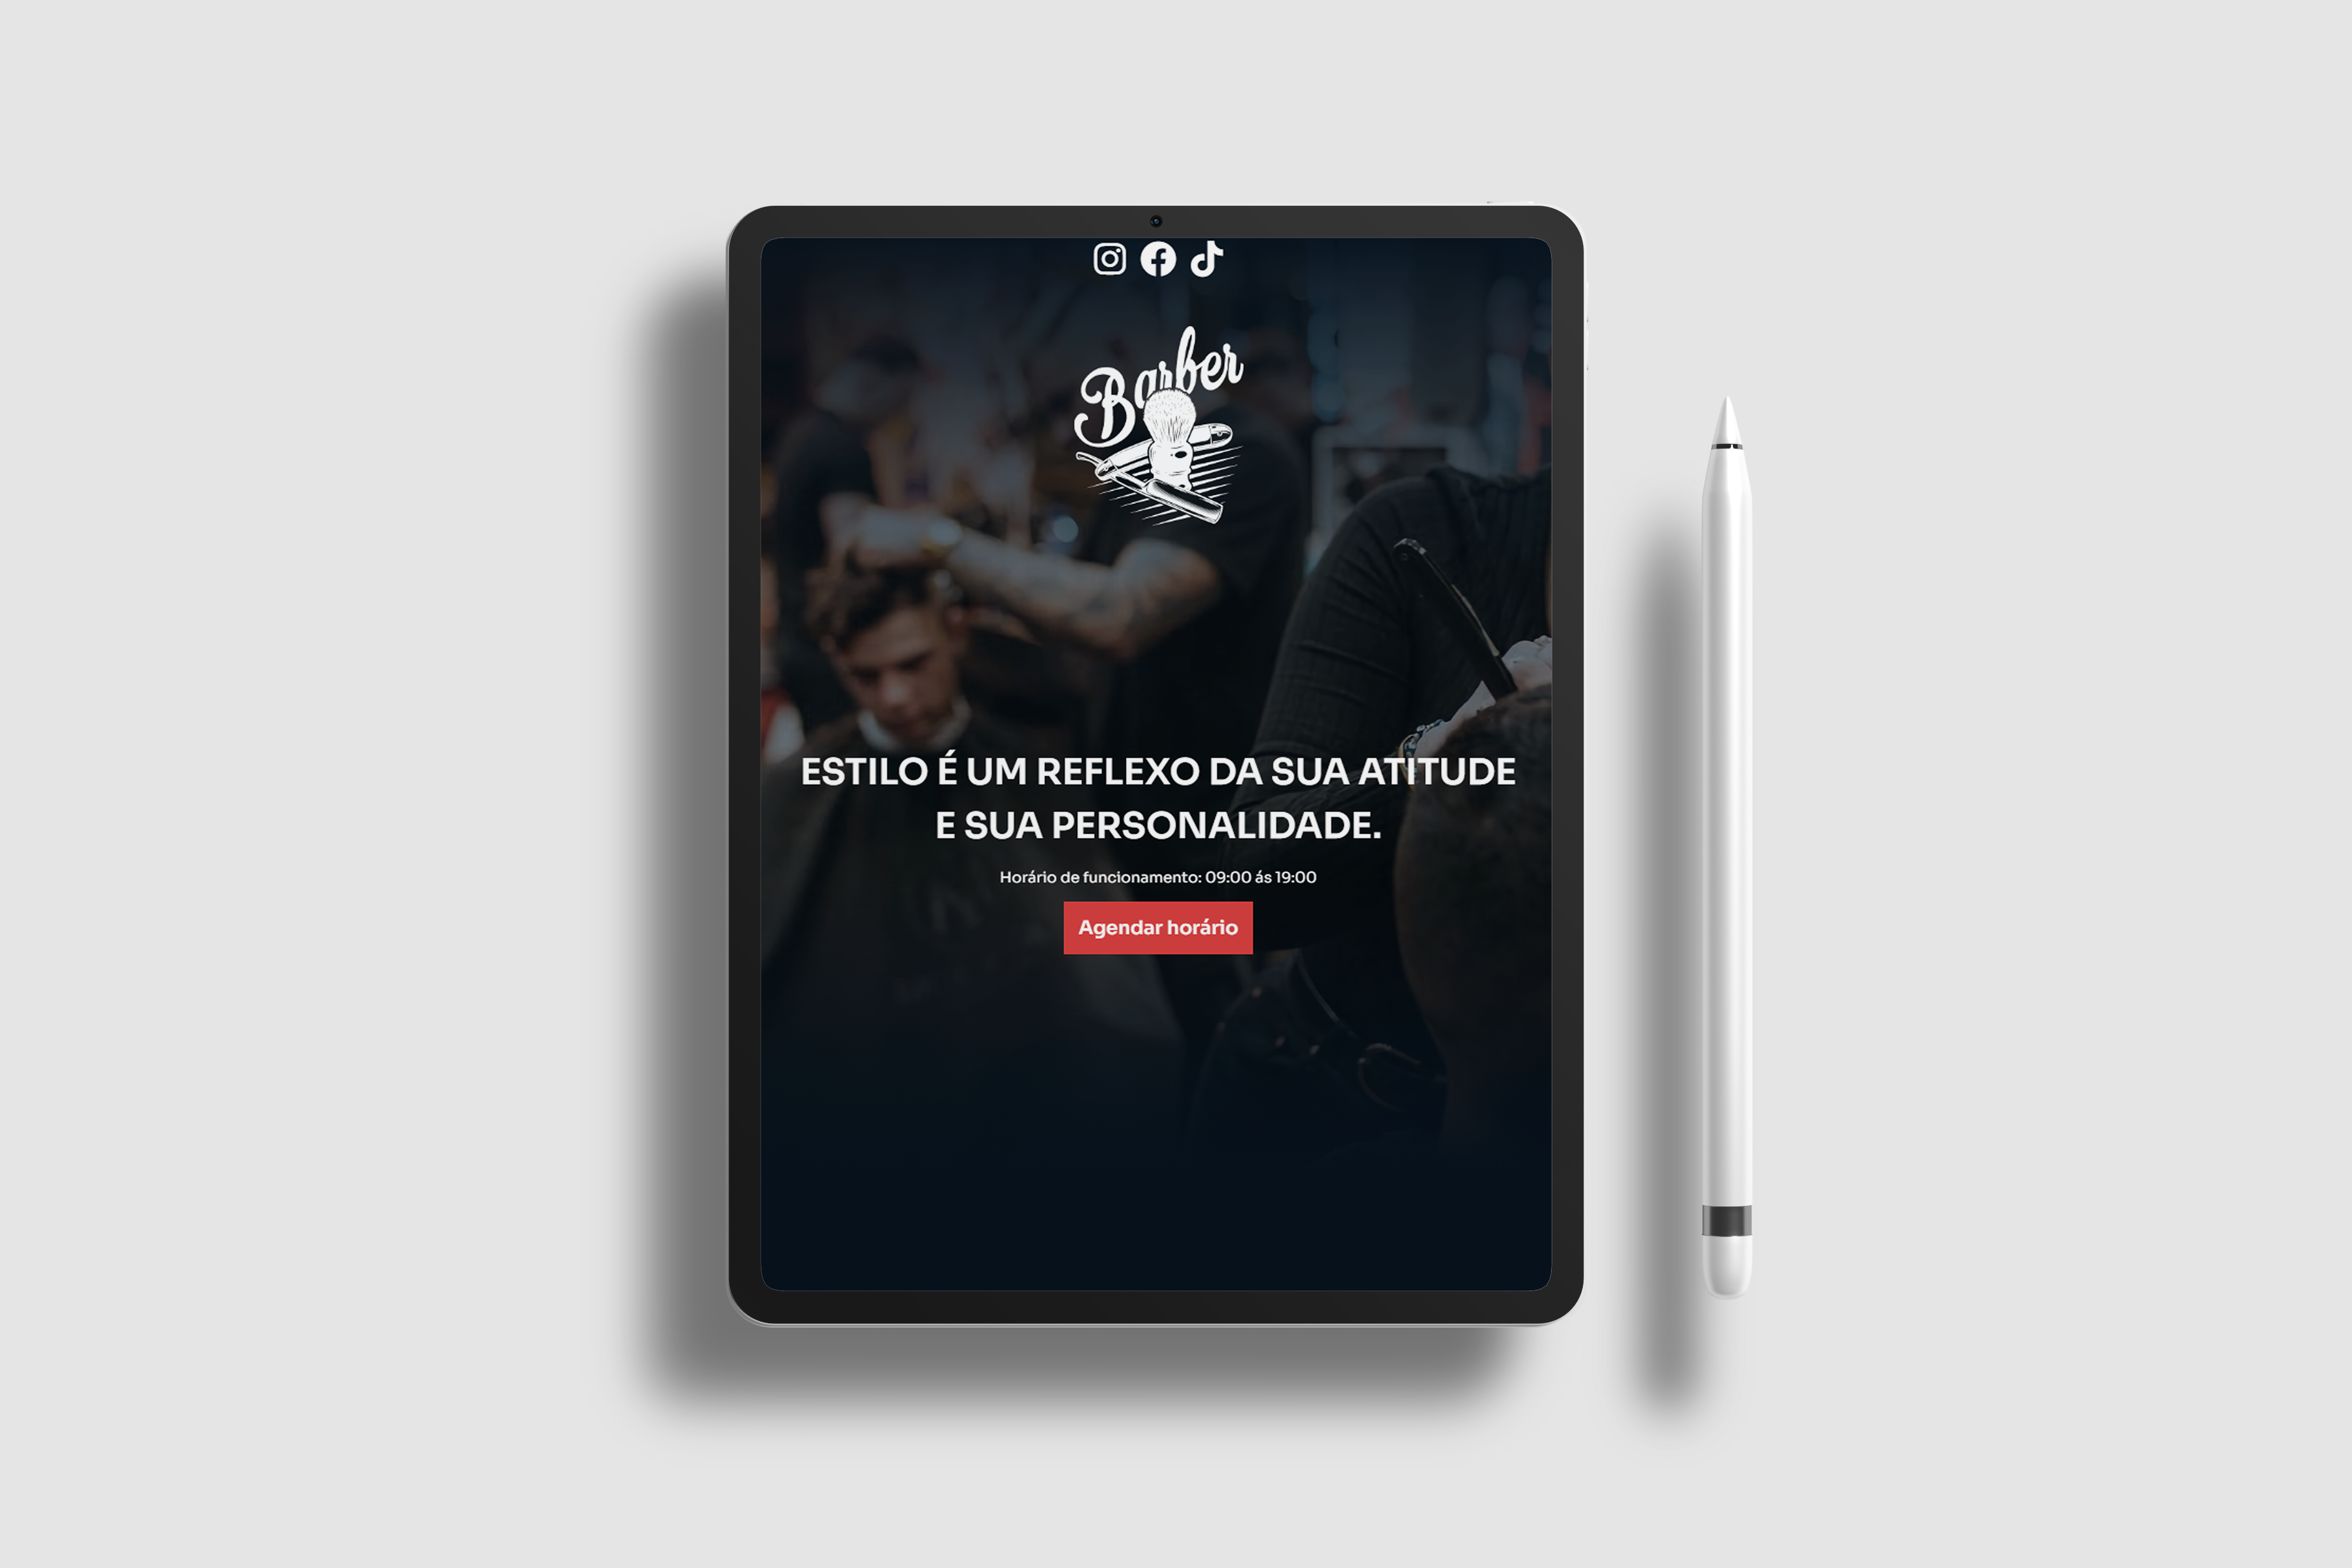 Barber
ESTILO É UM REFLEXO DA SUA ATITUDE
E SUA PERSONALIDADE.
Horário de funcionamento: 09:00 ás 19:00
Agendar horário